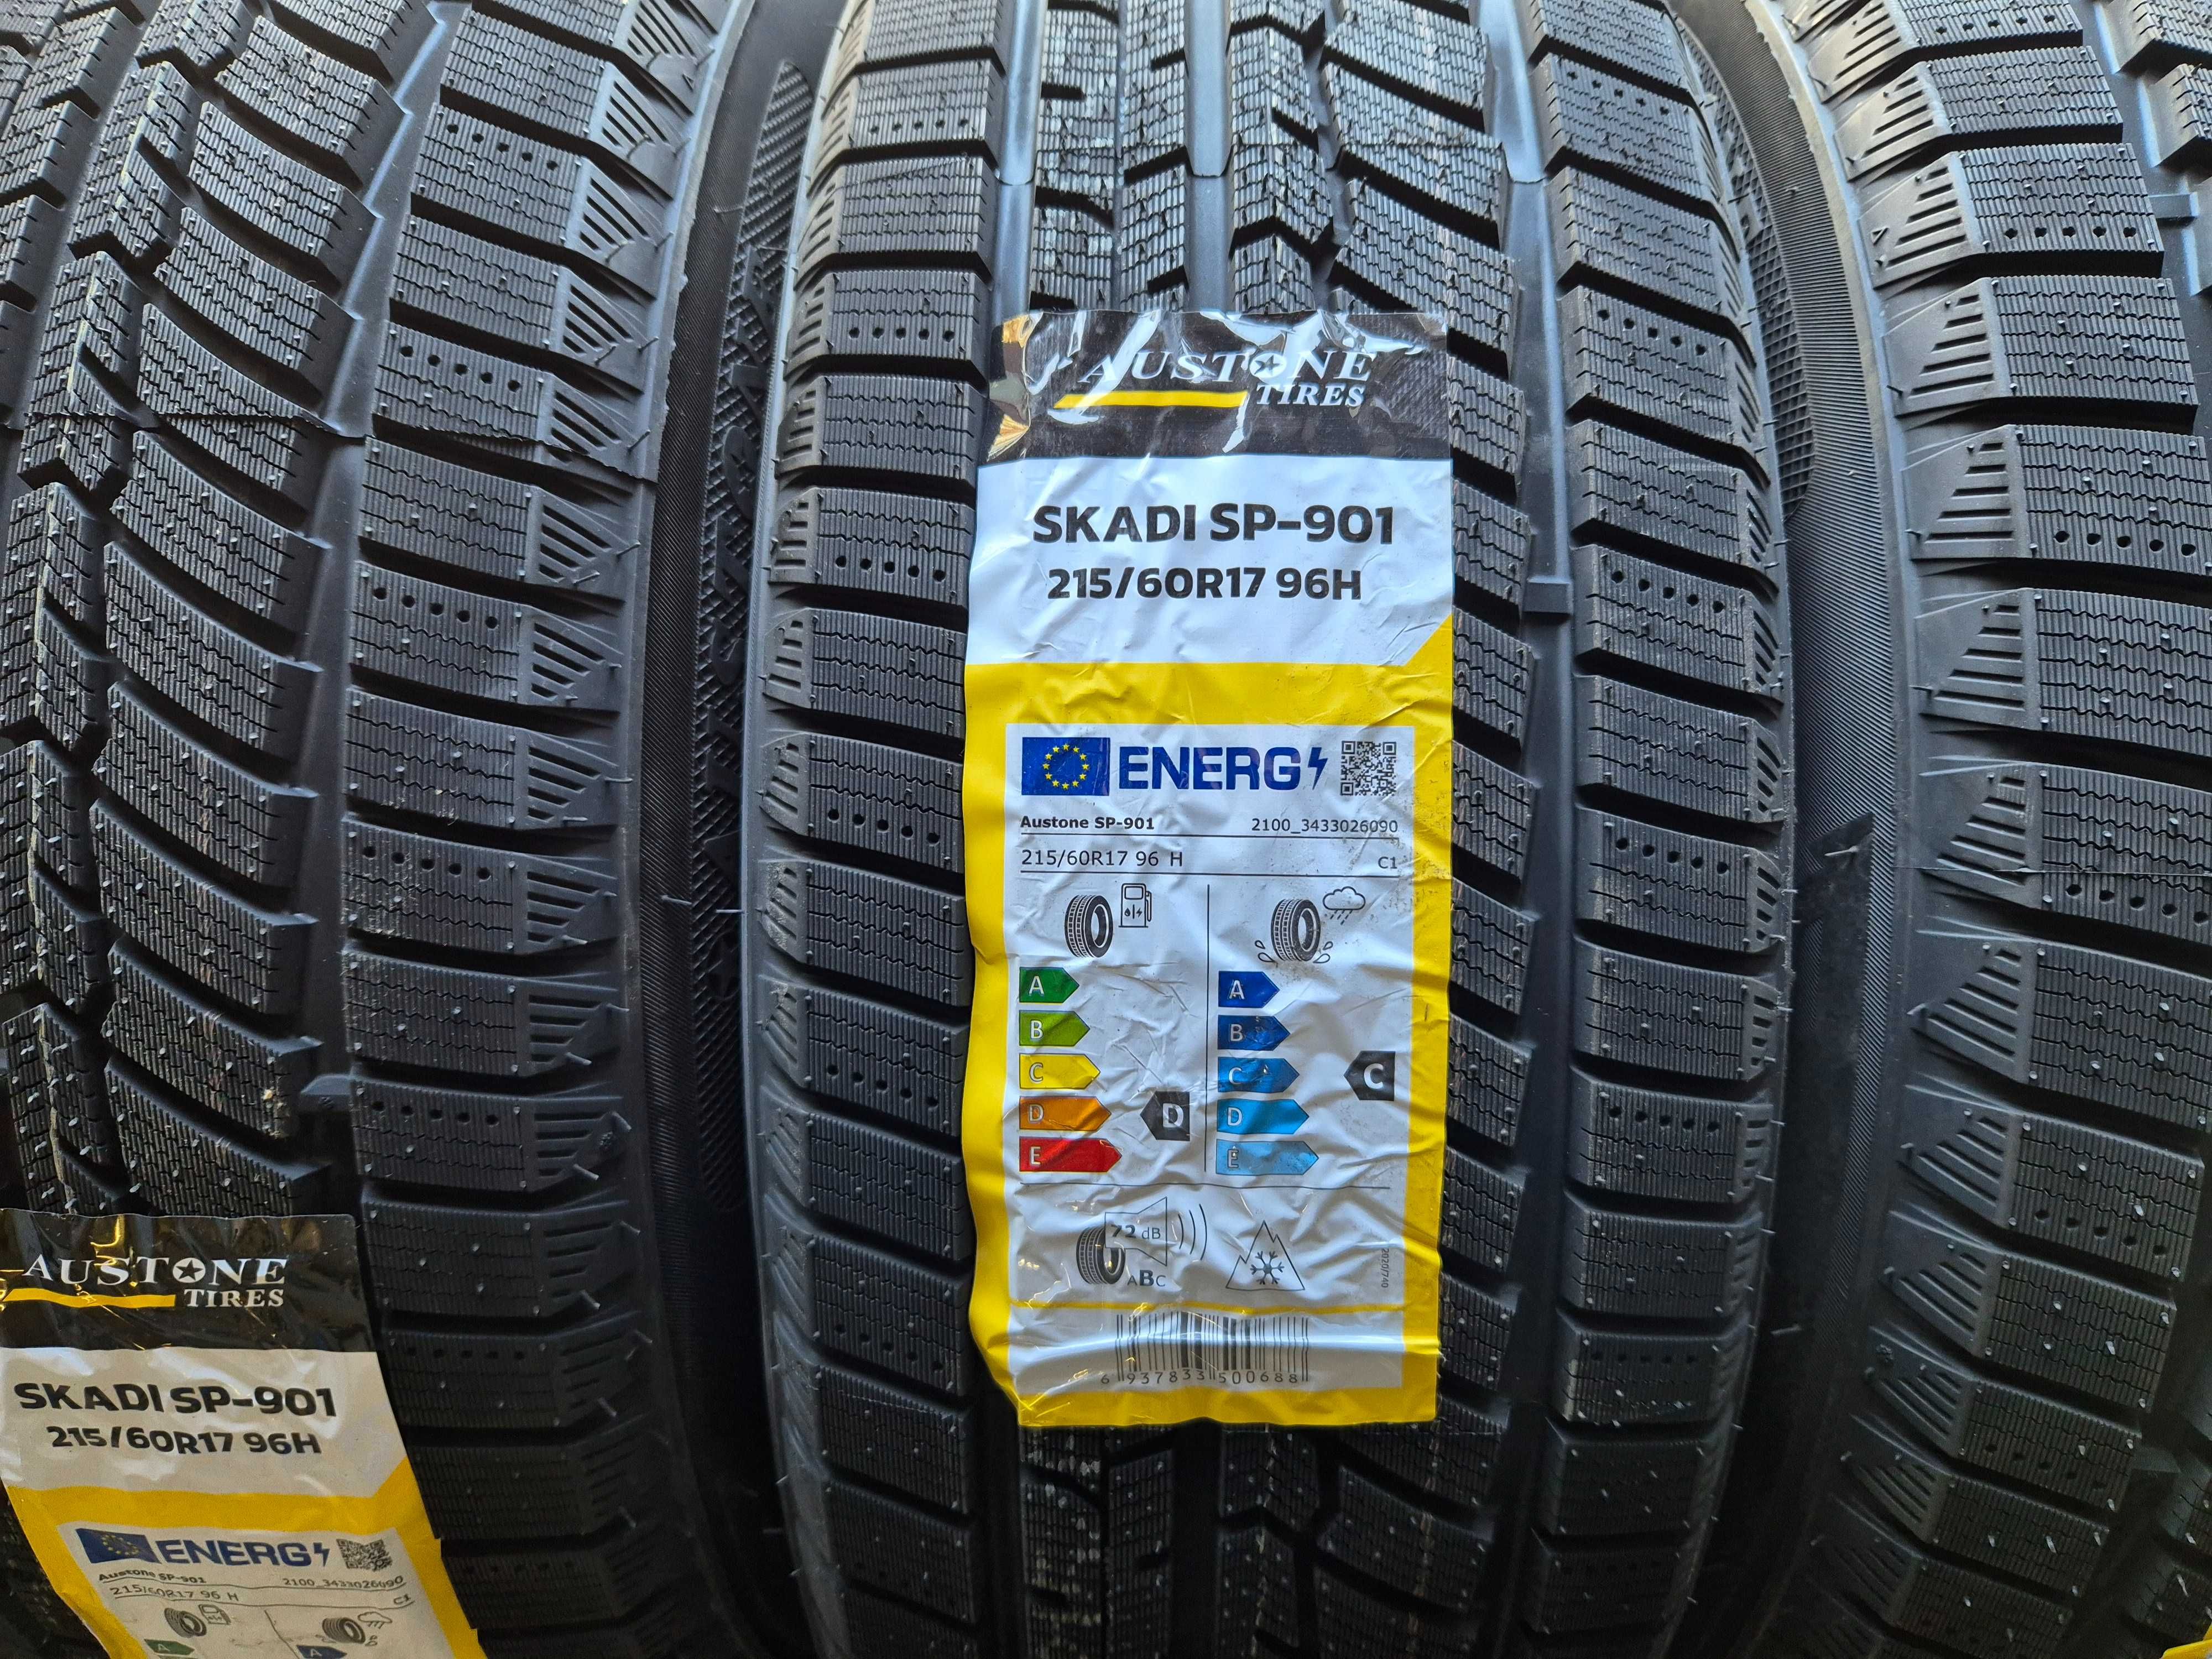 AUSTONE
TIRES
SKADI SP-901
215/60R17 96H
ENERG
Austone SP-901 2100_3433026090
215/60R17 96 H C1
A A
B B
C C C
D D D
E E
72 dB
ABC
2020/740
6 937833 500688
AUSTONE
TIRES
SKADI SP-901
215/60R17 96H
ENERG
Austone SP-901 2100_3433026090
215/60R17 96 H C1
A A